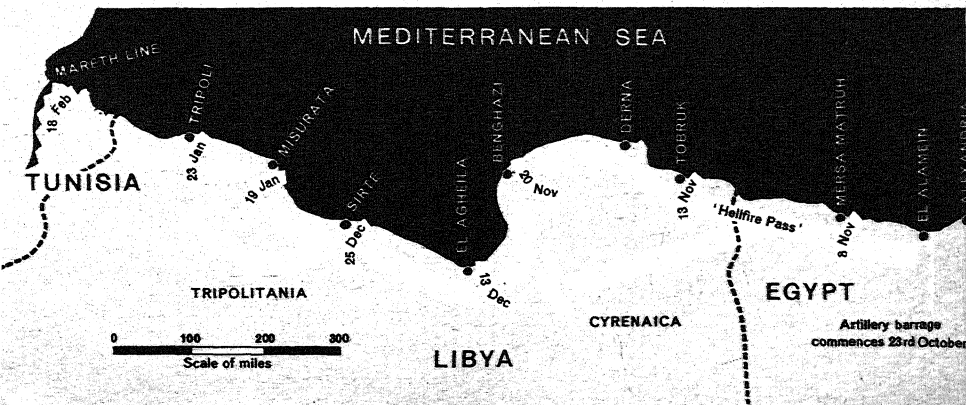 MEDITERRANEAN SEA
MARETH LINE
18 Feb
TRIPOLI
23 Jan
MISURATA
19 Jan
SIRTE
25 Dec
EL AGHEILA
13 Dec
BENGHAZI
20 Nov
DERNA
TOBRUK
13 Nov
'Hellfire Pass'
MERSA MATRUH
8 Nov
EL ALAMEIN
TUNISIA
TRIPOLITANIA
CYRENAICA
LIBYA
EGYPT
Artillery barrage
commences 23rd October
0 100 200 300
Scale of miles